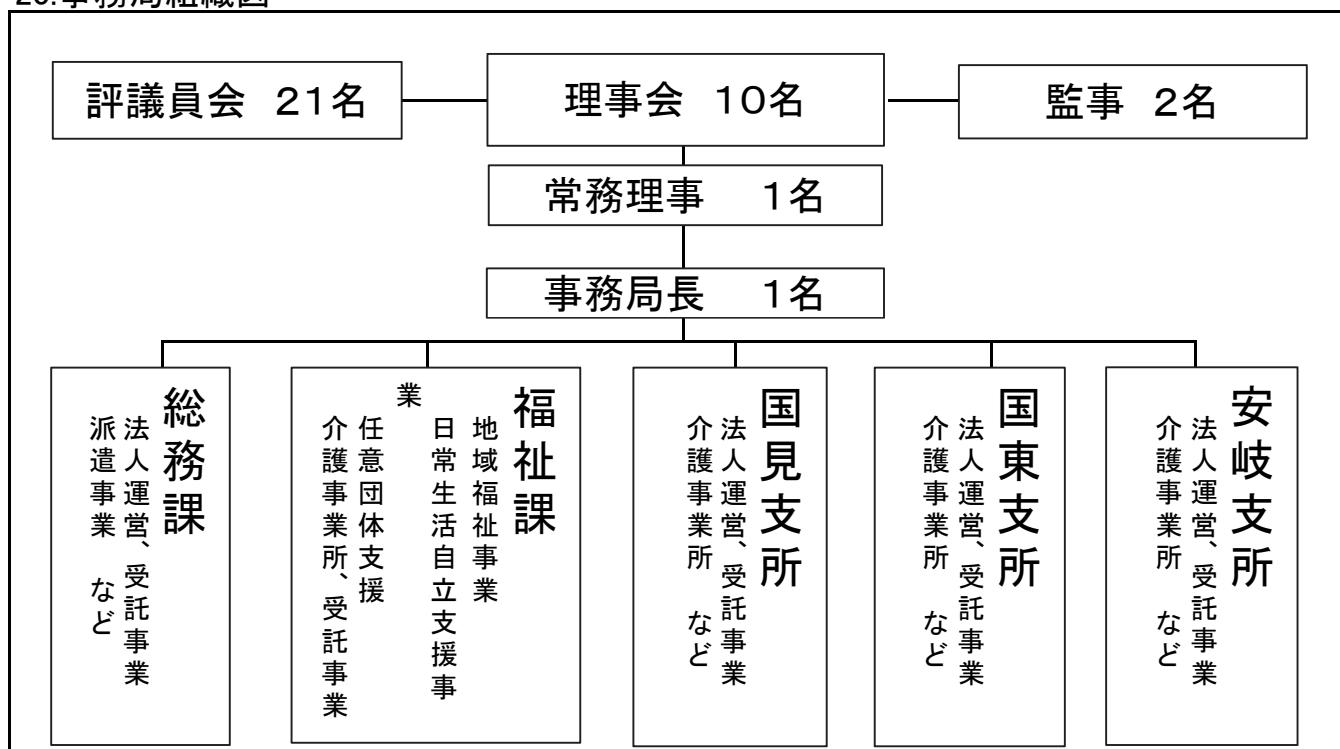 評議員会 21名
理事会 10名
監事 2名
常務理事 1名
事務局長 1名
総務課
法人運営、受託事業
派遣事業 など
福祉課
地域福祉事業
日常生活自立支援事
業
任意団体支援
介護事業所、受託事業
国見支所
法人運営、受託事業
介護事業所 など
国東支所
法人運営、受託事業
介護事業所 など
安岐支所
法人運営、受託事業
介護事業所 など